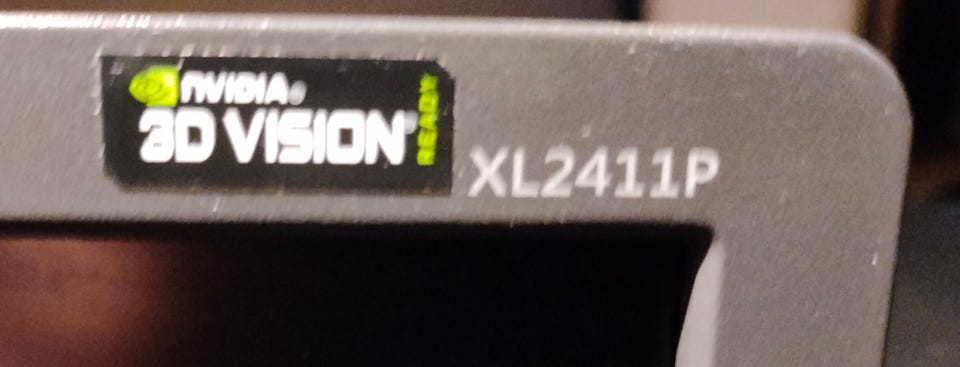 NVIDIA®
3D VISION® READY
XL2411P